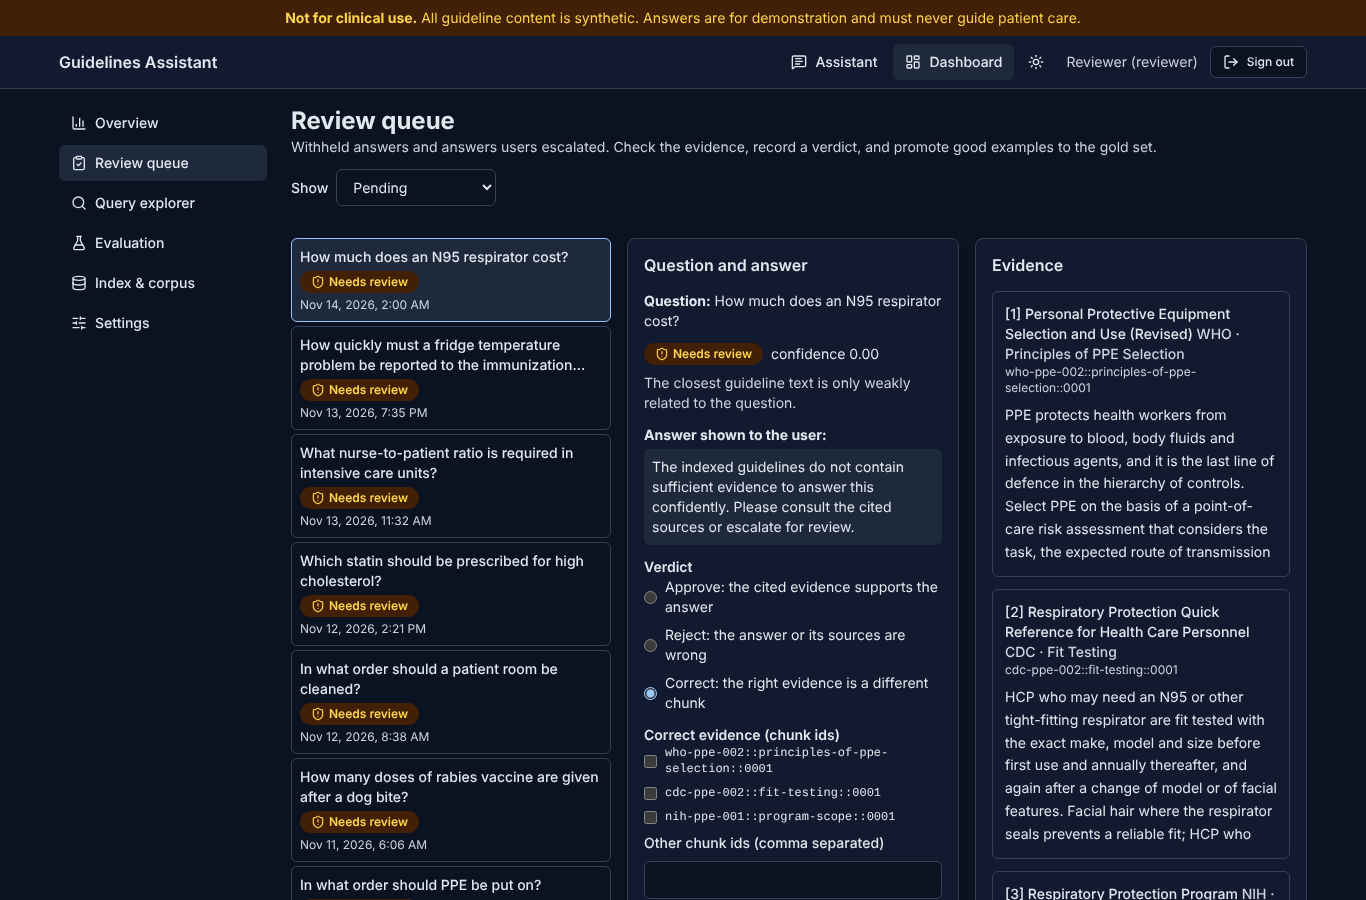 Not for clinical use. All guideline content is synthetic. Answers are for demonstration and must never guide patient care.
Guidelines Assistant
Assistant
Dashboard
Reviewer (reviewer)
Sign out
Overview
Review queue
Query explorer
Evaluation
Index & corpus
Settings
Review queue
Withheld answers and answers users escalated. Check the evidence, record a verdict, and promote good examples to the gold set.
Show
Pending
How much does an N95 respirator cost?
Needs review
Nov 14, 2026, 2:00 AM
How quickly must a fridge temperature
problem be reported to the immunization...
Needs review
Nov 13, 2026, 7:35 PM
What nurse-to-patient ratio is required in
intensive care units?
Needs review
Nov 13, 2026, 11:32 AM
Which statin should be prescribed for high
cholesterol?
Needs review
Nov 12, 2026, 2:21 PM
In what order should a patient room be
cleaned?
Needs review
Nov 12, 2026, 8:38 AM
How many doses of rabies vaccine are given
after a dog bite?
Needs review
Nov 11, 2026, 6:06 AM
In what order should PPE be put on?
Question and answer
Question: How much does an N95 respirator
cost?
Needs review
confidence 0.00
The closest guideline text is only weakly
related to the question.
Answer shown to the user:
The indexed guidelines do not contain
sufficient evidence to answer this
confidently. Please consult the cited
sources or escalate for review.
Verdict
Approve: the cited evidence supports the
answer
Reject: the answer or its sources are
wrong
Correct: the right evidence is a different
chunk
Correct evidence (chunk ids)
who-ppe-002::principles-of-ppe-
selection::0001
cdc-ppe-002::fit-testing::0001
nih-ppe-001::program-scope::0001
Other chunk ids (comma separated)
Evidence
[1] Personal Protective Equipment
Selection and Use (Revised) WHO ·
Principles of PPE Selection
who-ppe-002::principles-of-ppe-
selection::0001
PPE protects health workers from
exposure to blood, body fluids and
infectious agents, and it is the last line of
defence in the hierarchy of controls.
Select PPE on the basis of a point-of-
care risk assessment that considers the
task, the expected route of transmission
[2] Respiratory Protection Quick
Reference for Health Care Personnel
CDC · Fit Testing
cdc-ppe-002::fit-testing::0001
HCP who may need an N95 or other
tight-fitting respirator are fit tested with
the exact make, model and size before
first use and annually thereafter, and
again after a change of model or of facial
features. Facial hair where the respirator
seals prevents a reliable fit; HCP who
[3] Respiratory Protection Program NIH ·